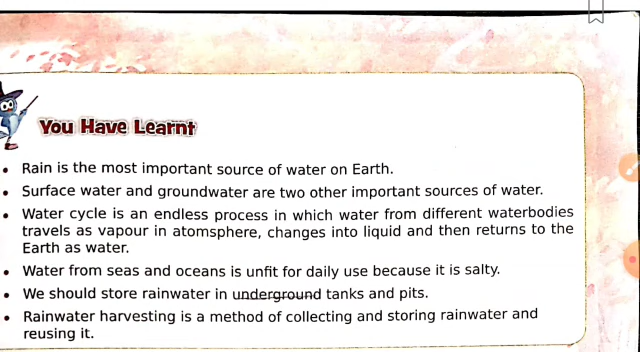 You Have Learnt
• Rain is the most important source of water on Earth.
• Surface water and groundwater are two other important sources of water.
• Water cycle is an endless process in which water from different waterbodies
travels as vapour in atomsphere, changes into liquid and then returns to the
Earth as water.
• Water from seas and oceans is unfit for daily use because it is salty.
• We should store rainwater in underground tanks and pits.
• Rainwater harvesting is a method of collecting and storing rainwater and
reusing it.